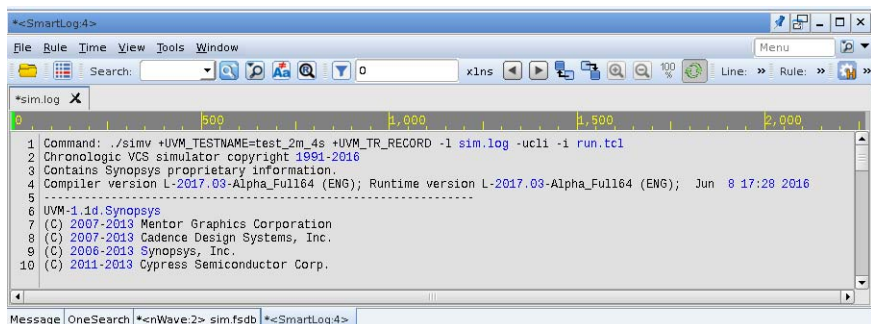 *<SmartLog:4>
File Rule Time View Tools Window Menu
Search: 0 x1ns 100 % Line: » Rule: » »
*sim.log X
0 500 1,000 1,500 2,000
1 Command: ./simv +UVM_TESTNAME=test_2m_4s +UVM_TR_RECORD -l sim.log -ucli -i run.tcl
2 Chronologic VCS simulator copyright 1991-2016
3 Contains Synopsys proprietary information.
4 Compiler version L-2017.03-Alpha_Full64 (ENG); Runtime version L-2017.03-Alpha_Full64 (ENG); Jun 8 17:28 2016
5 ----------------------------------------------------------------
6 UVM-1.1d.Synopsys
7 (C) 2007-2013 Mentor Graphics Corporation
8 (C) 2007-2013 Cadence Design Systems, Inc.
9 (C) 2006-2013 Synopsys, Inc.
10 (C) 2011-2013 Cypress Semiconductor Corp.
Message OneSearch *<nWave:2> sim.fsdb *<SmartLog:4>